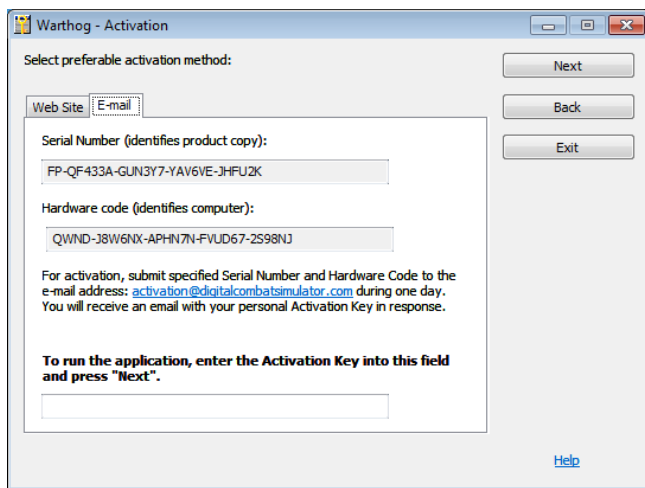 Warthog - Activation
Select preferable activation method:
Next
Web Site
E-mail
Back
Serial Number (identifies product copy):
Exit
FP-QF433A-GUN3Y7-YAV6VE-JHFU2K
Hardware code (identifies computer):
QWND-J8W6NX-APHN7N-FVUD67-2S98NJ
For activation, submit specified Serial Number and Hardware Code to the
e-mail address: activation@digitalcombatsimulator.com during one day.
You will receive an email with your personal Activation Key in response.
To run the application, enter the Activation Key into this field
and press "Next".
Help